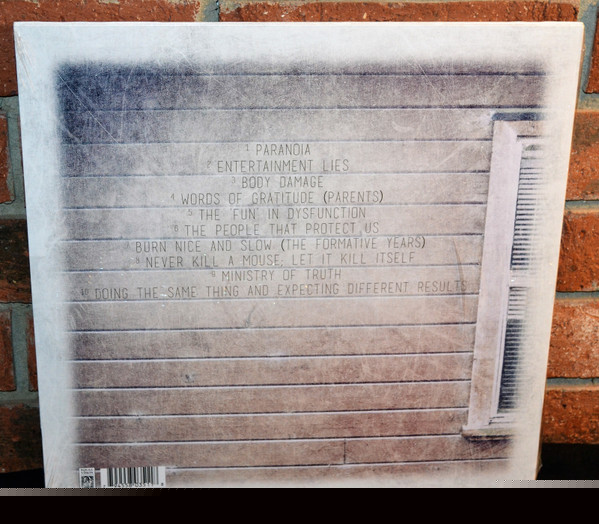 1 PARANOIA
2 ENTERTAINMENT LIES
3 BODY DAMAGE
4 WORDS OF GRATITUDE (PARENTS)
5 THE 'FUN' IN DYSFUNCTION
6 THE PEOPLE THAT PROTECT US
7 BURN NICE AND SLOW (THE FORMATIVE YEARS)
8 NEVER KILL A MOUSE; LET IT KILL ITSELF
9 MINISTRY OF TRUTH
10 DOING THE SAME THING AND EXPECTING DIFFERENT RESULTS